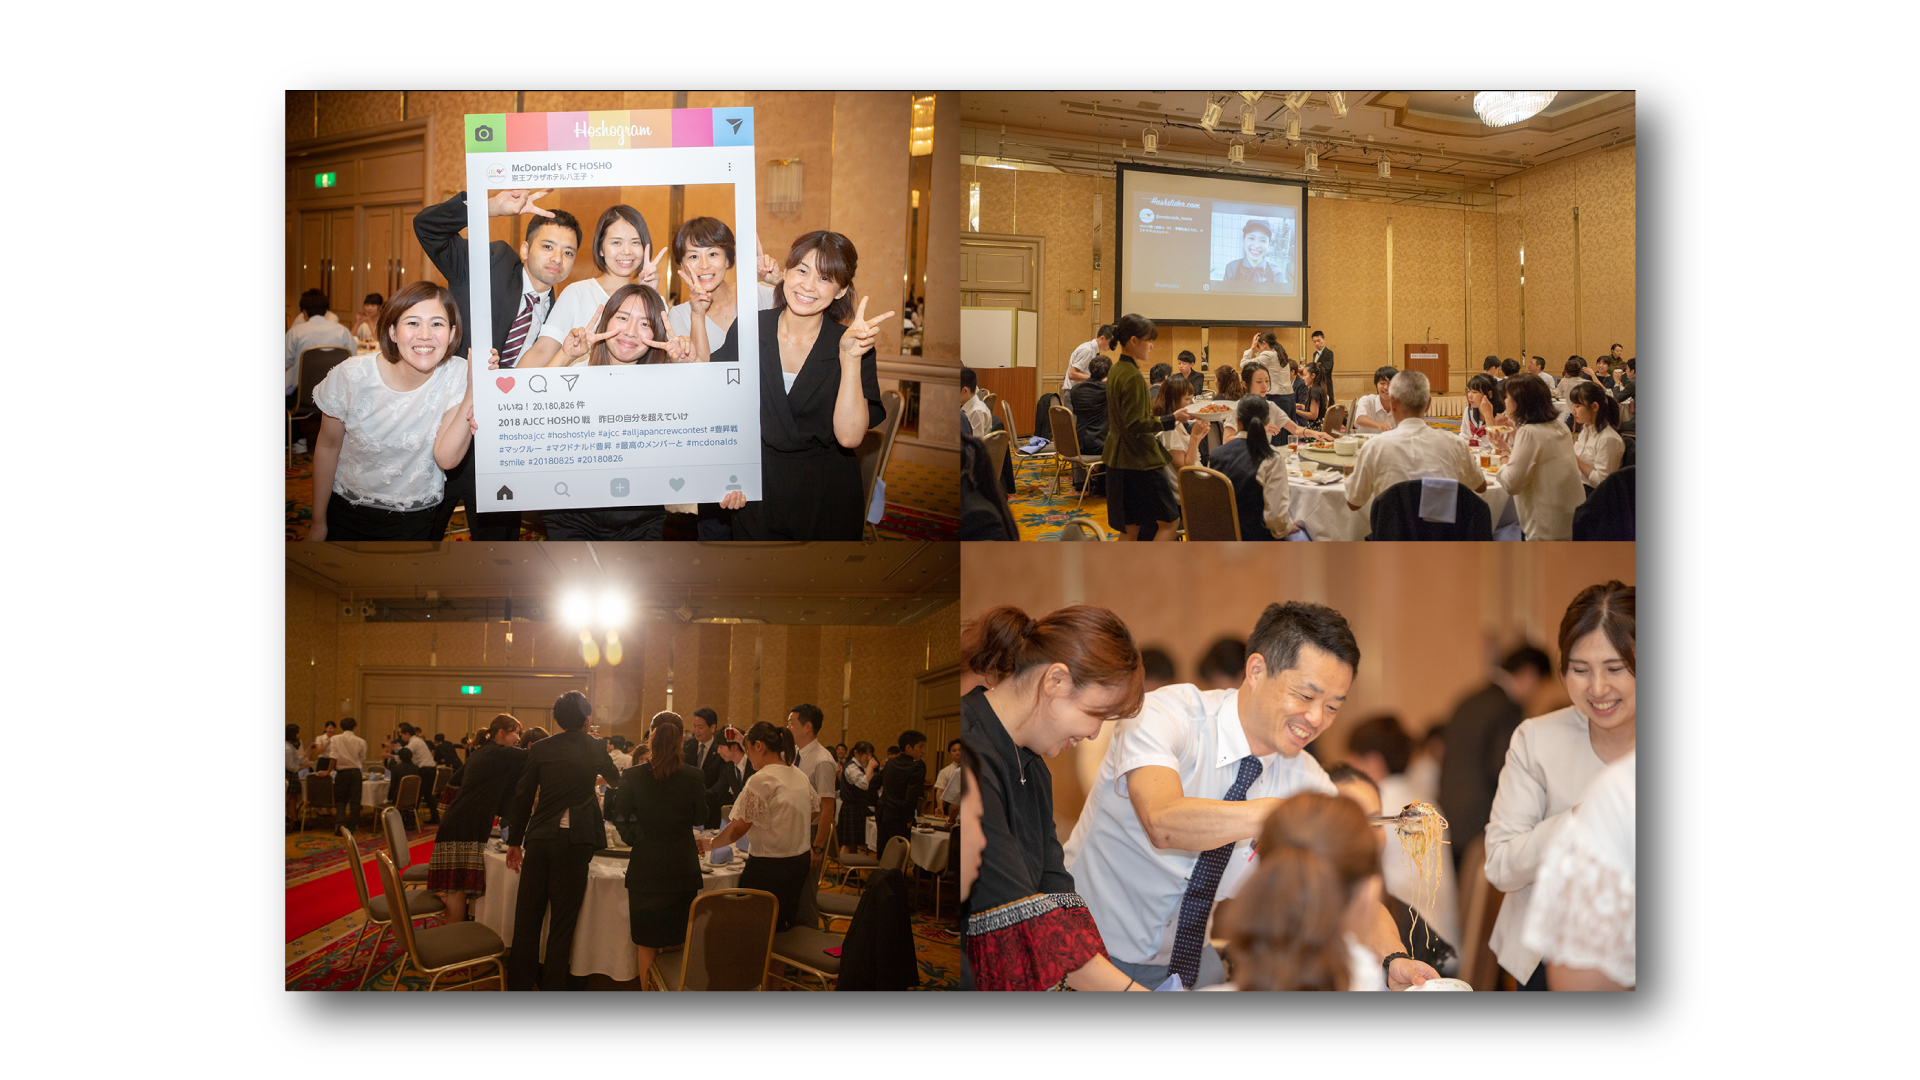 Hoshogram
McDonald's FC HOSHO
京王プラザホテル八王子 >
いいね！ 20,180,826 件
2018 AJCC HOSHO 戦 昨日の自分を超えていけ
#hoshoajcc #hoshostyle #ajcc #alljapancrewcontest #豊昇戦
#マックルー #マクドナルド豊昇 #最高のメンバーと #mcdonalds
#smile #20180825 #20180826